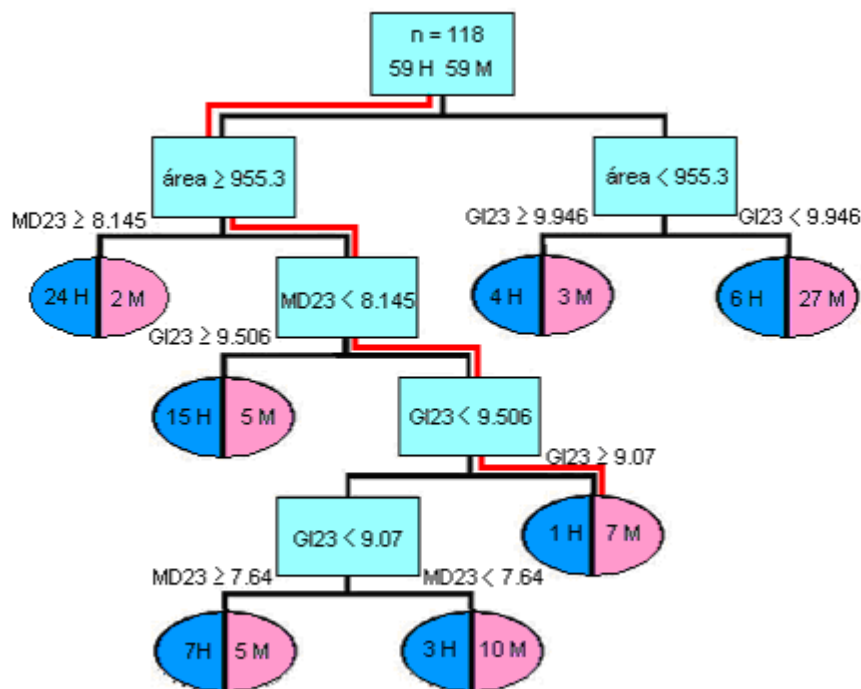 n = 118
59 H 59 M
área ≥ 955.3
área < 955.3
MD23 ≥ 8.145
GI23 ≥ 9.946
GI23 < 9.946
24 H 2 M
MD23 < 8.145
4 H 3 M
6 H 27 M
GI23 ≥ 9.506
15 H 5 M
GI23 < 9.506
GI23 ≥ 9.07
GI23 < 9.07
1 H 7 M
MD23 ≥ 7.64
MD23 < 7.64
7H 5 M
3 H 10 M